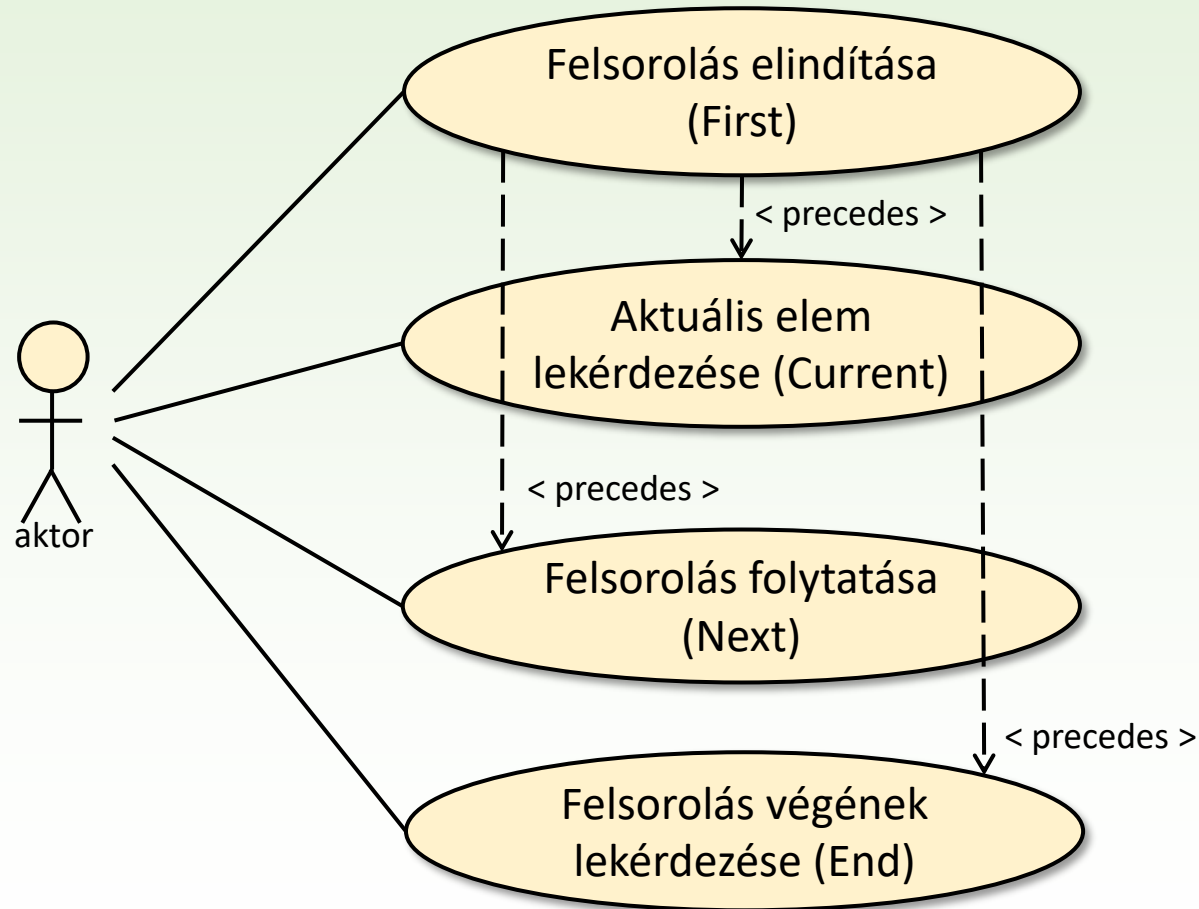 Felsorolás elindítása
(First)
< precedes >
Aktuális elem
lekérdezése (Current)
< precedes >
aktor
Felsorolás folytatása
(Next)
< precedes >
Felsorolás végének
lekérdezése (End)